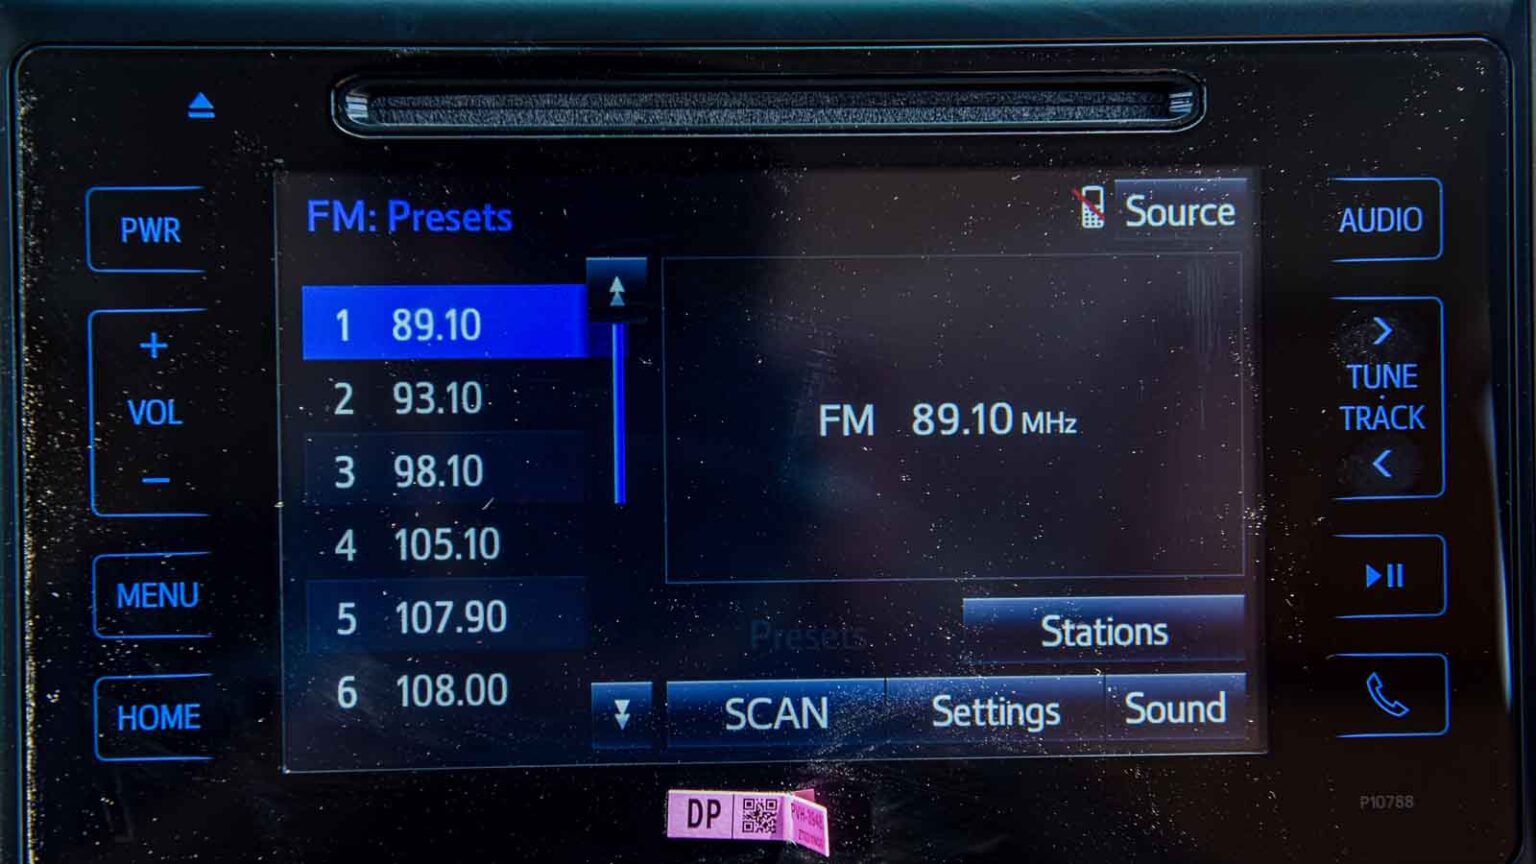 PWR
+
VOL
−
MENU
HOME
FM: Presets
1 89.10
2 93.10
3 98.10
4 105.10
5 107.90
6 108.00
Source
FM 89.10 MHz
Presets
Stations
SCAN
Settings
Sound
AUDIO
>
TUNE
TRACK
<
P10788
DP